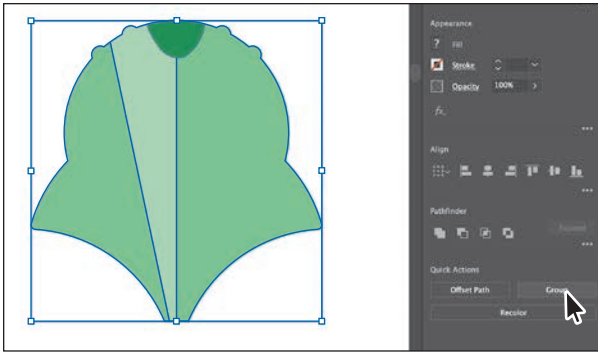 Appearance
? Fill
Stroke
Opacity 100%
fx.
Align
Pathfinder
Expand
Quick Actions
Offset Path Group
Recolor